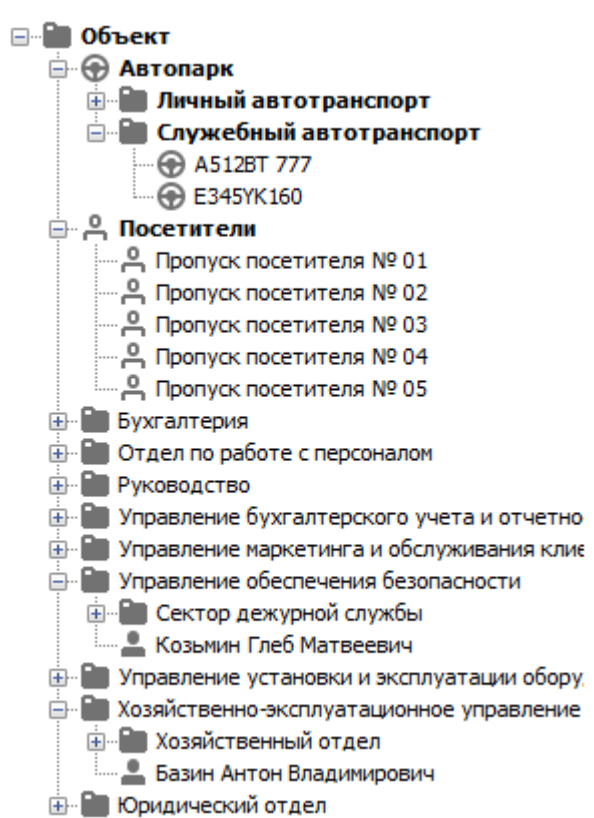 Объект
Автопарк
Личный автотранспорт
Служебный автотранспорт
A512BT 777
E345YK160
Посетители
Пропуск посетителя № 01
Пропуск посетителя № 02
Пропуск посетителя № 03
Пропуск посетителя № 04
Пропуск посетителя № 05
Бухгалтерия
Отдел по работе с персоналом
Руководство
Управление бухгалтерского учета и отчетно
Управление маркетинга и обслуживания клие
Управление обеспечения безопасности
Сектор дежурной службы
Козьмин Глеб Матвеевич
Управление установки и эксплуатации обору
Хозяйственно-эксплуатационное управление
Хозяйственный отдел
Базин Антон Владимирович
Юридический отдел